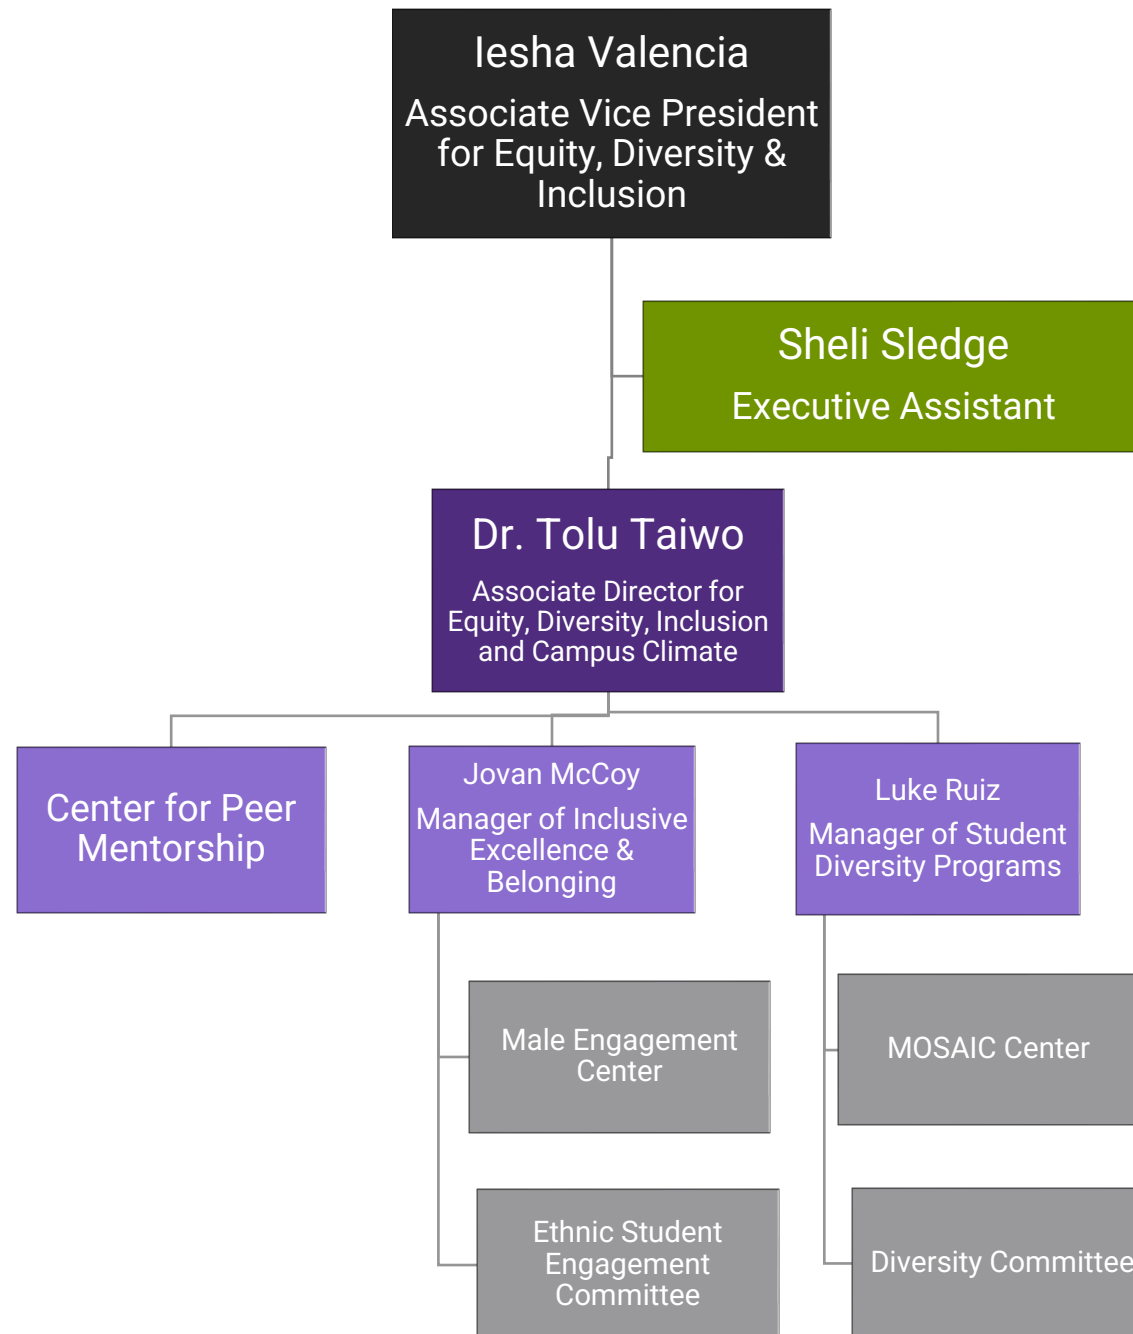 Iesha Valencia
Associate Vice President
for Equity, Diversity &
Inclusion
Sheli Sledge
Executive Assistant
Dr. Tolu Taiwo
Associate Director for
Equity, Diversity, Inclusion
and Campus Climate
Center for Peer
Mentorship
Jovan McCoy
Manager of Inclusive
Excellence &
Belonging
Luke Ruiz
Manager of Student
Diversity Programs
Male Engagement
Center
MOSAIC Center
Ethnic Student
Engagement
Committee
Diversity Committee